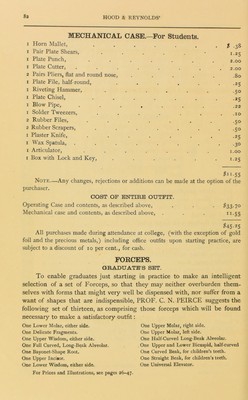 82 HOOD & REYNOLDS'
MECHANICAL CASE.—For Students.
1 Horn Mallet, $ .38
1 Pair Plate Shears, 1.25
1 Plate Punch, 2.00
1 Plate Cutter, 2.00
2 Pairs Pliers, flat and round nose, .80
1 Plate File, half-round, .25
1 Riveting Hammer, .50
1 Plate Chisel,
1 Blow Pipe, .22
1 Solder Tweezers, .10
2 Rubber Files, .50
2 Rubber Scrapers, .50
1 Plaster Knife, .25
1 Wax Spatula, .50
1 Articulator, 1.00
1 Box with Lock and Key, 1.25
$11.55
NOTE.—Any changes, rejections or additions can be made at the option of the
purchaser.
COST OF ENTIRE OUTFIT.
Operating Case and contents, as described above, $33.70
Mechanical case and contents, as described above, 11.55
$45.25
All purchases made during attendance at college, (with the exception of gold
foil and the precious metals,) including office outfits upon starting practice, are
subject to a discount of 10 per cent., for cash.
FORCEPS.
GRADUATE'S SET.
To enable graduates just starting in practice to make an intelligent
selection of a set of Forceps, so that they may neither overburden them-
selves with forms that might very well be dispensed with, nor suffer from a
want of shapes that are indispensible, PROF. C. N. PEIRCE suggests the
following set of thirteen, as comprising those forceps which will be found
necessary to make a satisfactory outfit:
One Lower Molar, either side. One Upper Molar, right side.
One Delicate Fragments. One Upper Molar, left side.
One Upper Wisdom, either side. One Half-Curved Long-Beak Alveolar.
One Full Curved, Long-Beak Alveolar. One Upper and Lower Bicuspid, half-curved
One Bayonet-Shape Root. One Curved Beak, for children's teeth.
One Upper Incisor. One Straight Beak, for children's teeth.
One Lower Wisdom, either side. One Universal Elevator.
For Prices and Illustrations, see pages 26-47.